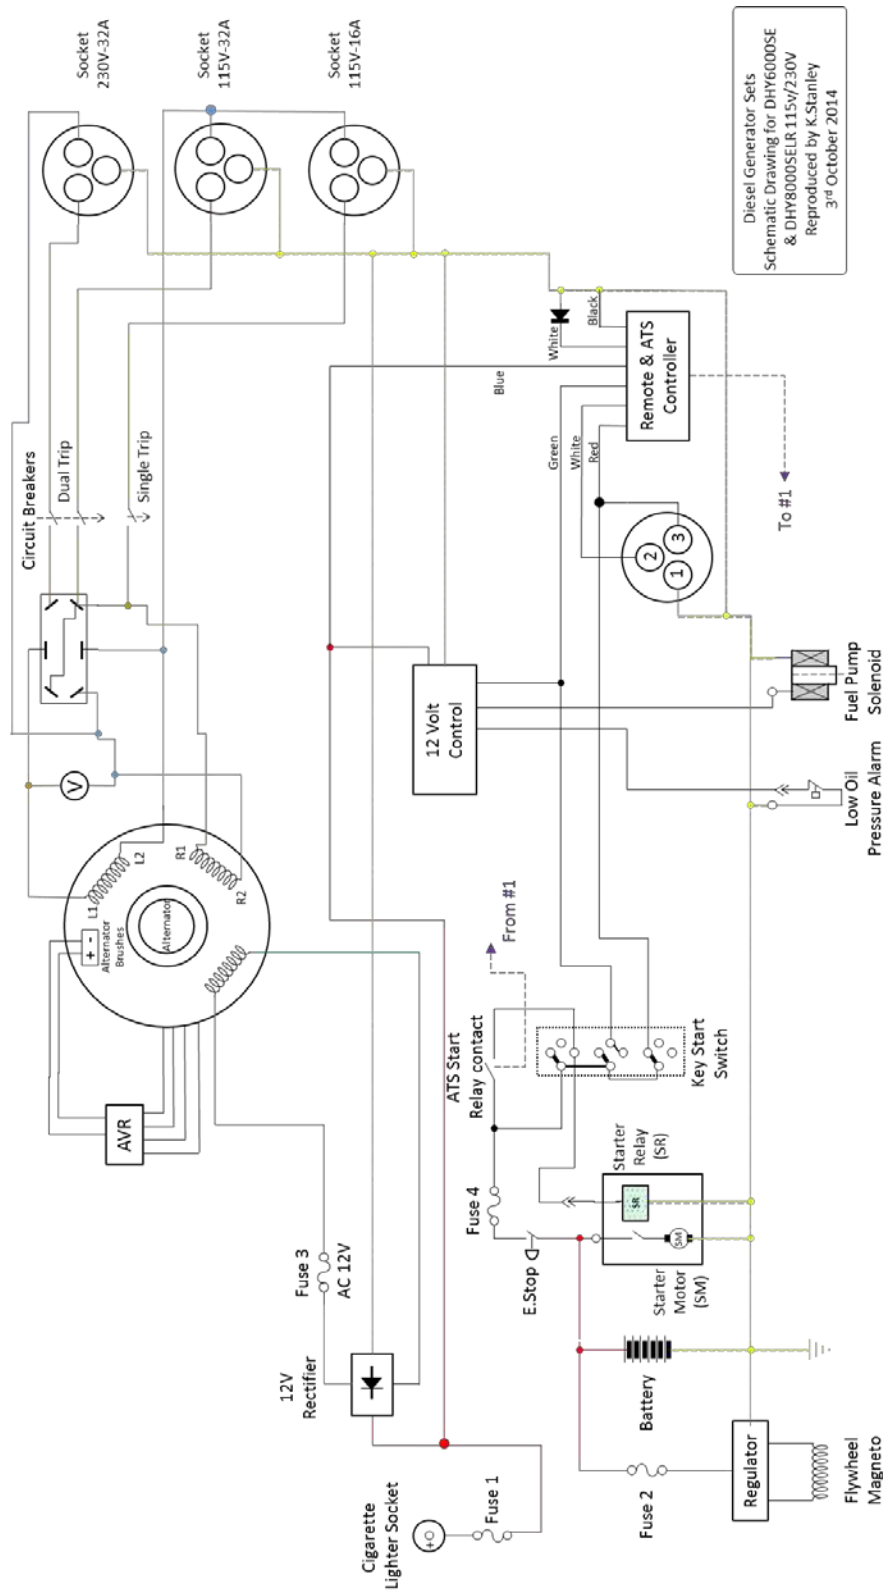 Socket
230V-32A
Socket
115V-32A
Socket
115V-16A
Circuit Breakers
Dual Trip
Single Trip
V
L1
L2
R1
R2
+ -
Alternator
Brushes
Alternator
AVR
Fuse 3
AC 12V
12V
Rectifier
Cigarette
Lighter Socket
+
Fuse 1
ATS Start
Relay contact
From #1
12 Volt
Control
Blue
Green
White
Red
White
Black
Remote & ATS
Controller
To #1
1
2
3
Key Start
Switch
Fuse 4
E.Stop
Starter
Relay
(SR)
SR
SM
Starter
Motor
(SM)
Battery
Fuse 2
Regulator
Flywheel
Magneto
Low Oil
Pressure Alarm
Fuel Pump
Solenoid
Diesel Generator Sets
Schematic Drawing for DHY6000SE
& DHY8000SELR 115v/230V
Reproduced by K.Stanley
3rd October 2014